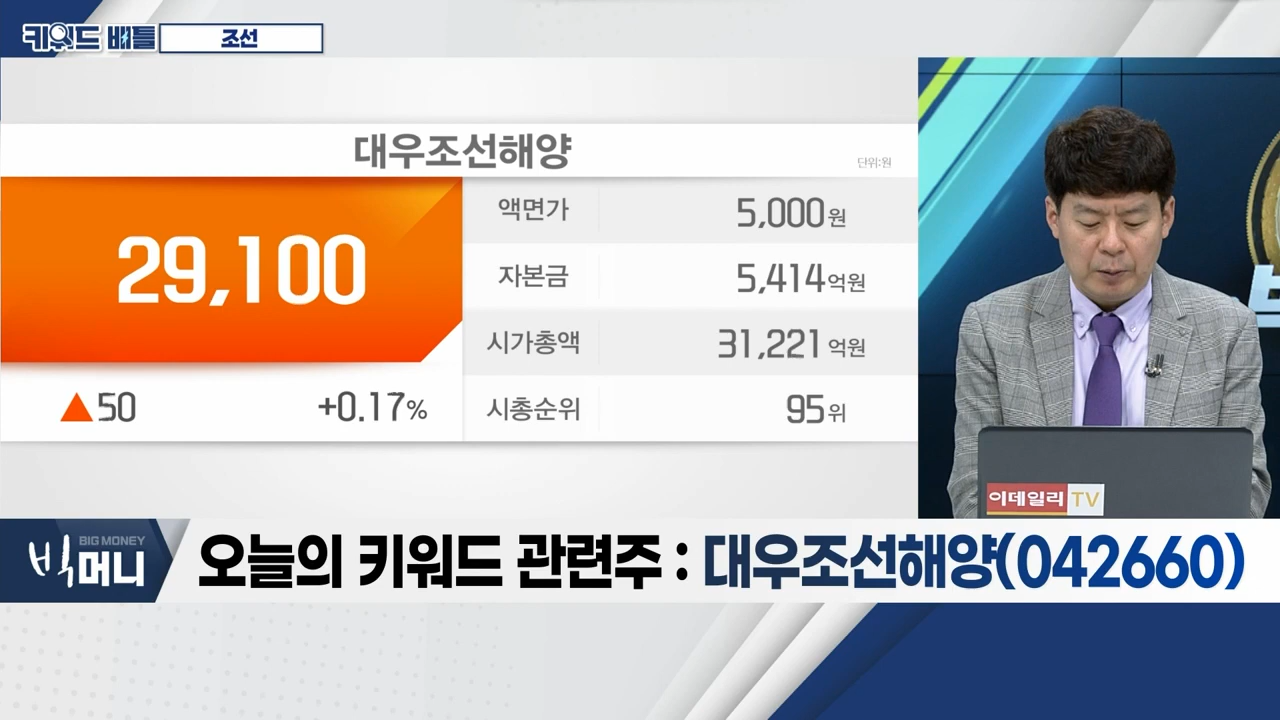 키워드 배틀 조선
대우조선해양
단위:원
29,100
▲50 +0.17%
액면가 5,000원
자본금 5,414억원
시가총액 31,221억원
시총순위 95위
이데일리 TV
BIG MONEY
빅머니
오늘의 키워드 관련주 : 대우조선해양(042660)